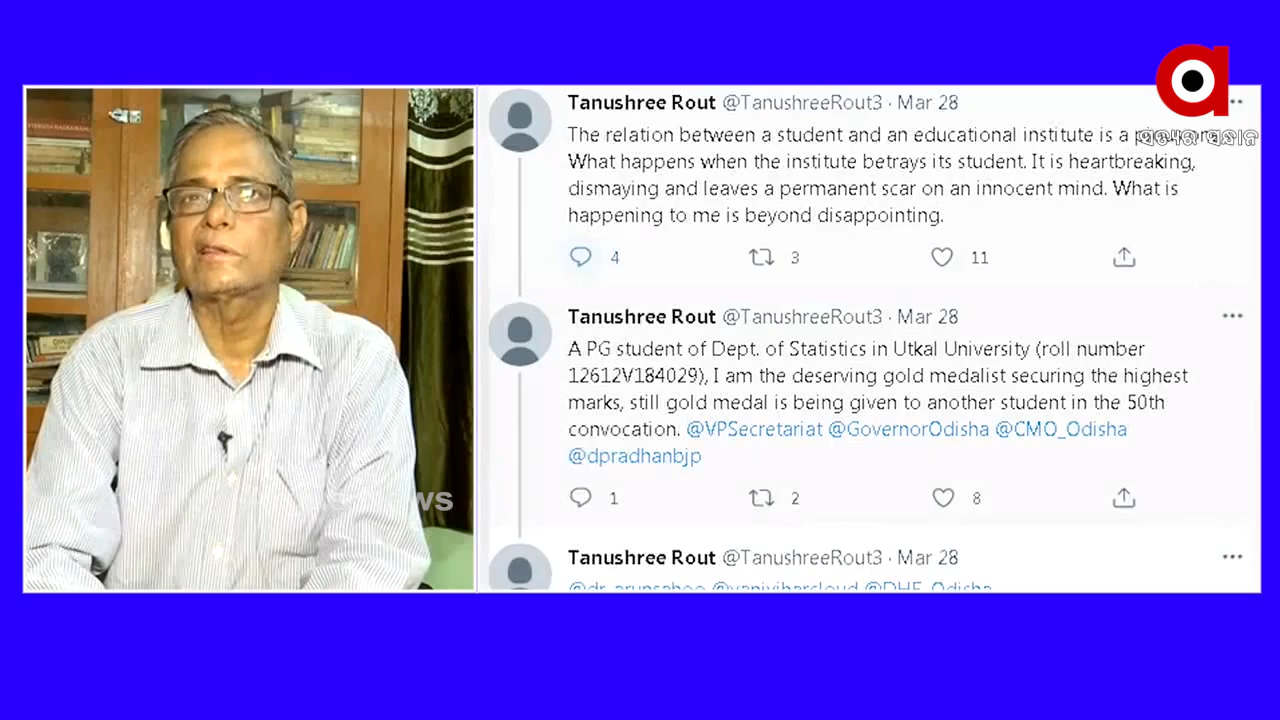 Tanushree Rout @TanushreeRout3 · Mar 28
The relation between a student and an educational institute is a
What happens when the institute betrays its student. It is heartbreaking,
dismaying and leaves a permanent scar on an innocent mind. What is
happening to me is beyond disappointing.
4 3 11
Tanushree Rout @TanushreeRout3 · Mar 28
A PG student of Dept. of Statistics in Utkal University (roll number
12612V184029), I am the deserving gold medalist securing the highest
marks, still gold medal is being given to another student in the 50th
convocation. @VPSecretariat @GovernorOdisha @CMO_Odisha
@dpradhanbjp
1 2 8
Tanushree Rout @TanushreeRout3 · Mar 28